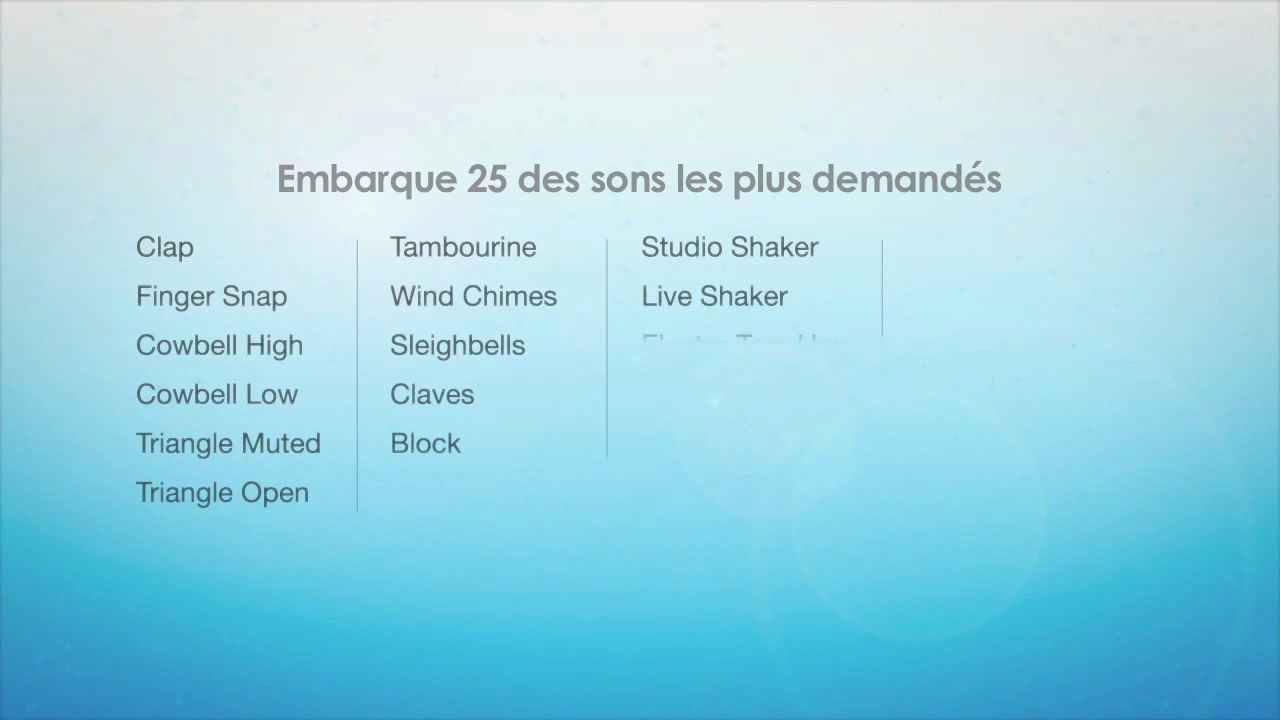 Embarque 25 des sons les plus demandés
Clap
Finger Snap
Cowbell High
Cowbell Low
Triangle Muted
Triangle Open
Tambourine
Wind Chimes
Sleighbells
Claves
Block
Studio Shaker
Live Shaker